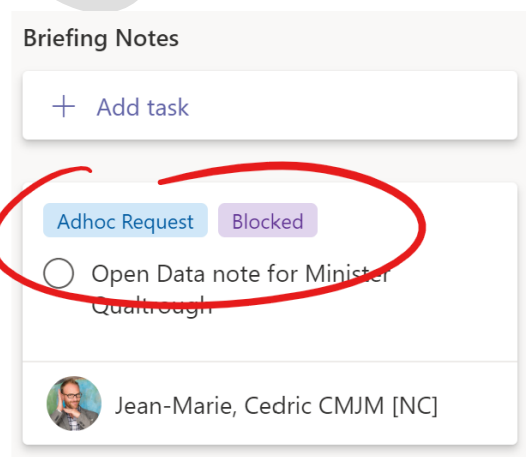 Briefing Notes
+ Add task
Adhoc Request Blocked
Open Data note for Minister
Qualtrough
Jean-Marie, Cedric CMJM [NC]